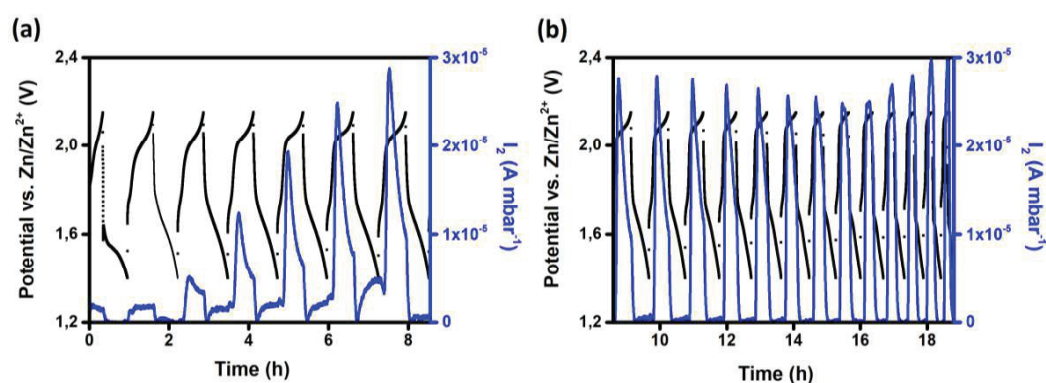 (a)
(b)
2,4
2,0
1,6
1,2
Potential vs. Zn/Zn²⁺ (V)
3x10⁻⁵
2x10⁻⁵
1x10⁻⁵
0
I₂ (A mbar⁻¹)
0 2 4 6 8
Time (h)
2,4
2,0
1,6
1,2
Potential vs. Zn/Zn²⁺ (V)
3x10⁻⁵
2x10⁻⁵
1x10⁻⁵
0
I₂ (A mbar⁻¹)
10 12 14 16 18
Time (h)